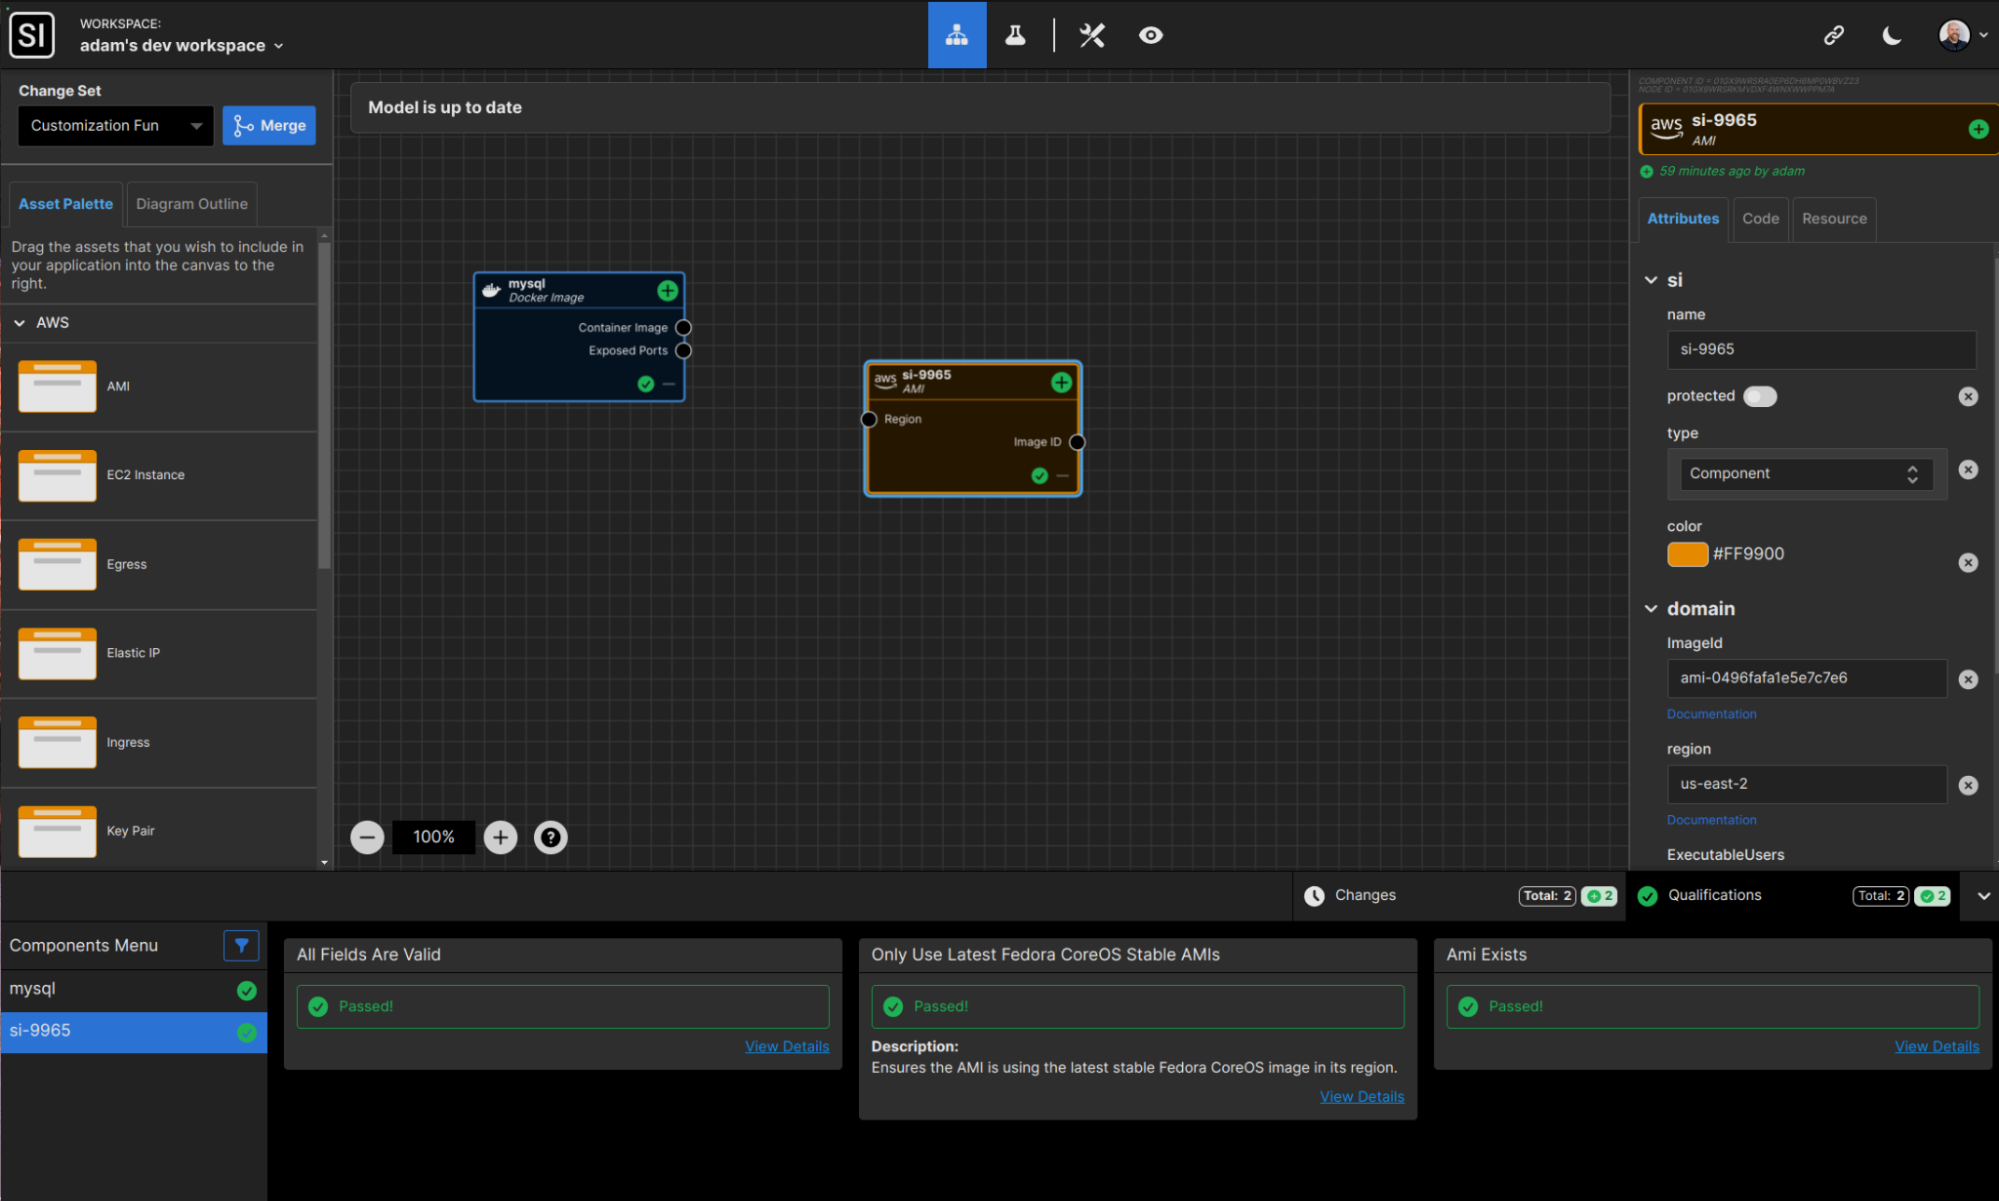 SI
WORKSPACE:
adam's dev workspace
Change Set
Customization Fun
Merge
Asset Palette
Diagram Outline
Drag the assets that you wish to include in
your application into the canvas to the
right.
AWS
AMI
EC2 Instance
Egress
Elastic IP
Ingress
Key Pair
Model is up to date
mysql
Docker Image
Container Image
Exposed Ports
aws
si-9965
AMI
Region
Image ID
100%
aws
si-9965
AMI
59 minutes ago by adam
Attributes
Code
Resource
si
name
si-9965
protected
type
Component
color
#FF9900
domain
ImageId
ami-0496fafa1e5e7c7e6
Documentation
region
us-east-2
Documentation
ExecutableUsers
Changes
Total: 2
2
Qualifications
Total: 2
2
Components Menu
mysql
si-9965
All Fields Are Valid
Passed!
View Details
Only Use Latest Fedora CoreOS Stable AMIs
Passed!
Description:
Ensures the AMI is using the latest stable Fedora CoreOS image in its region.
View Details
Ami Exists
Passed!
View Details